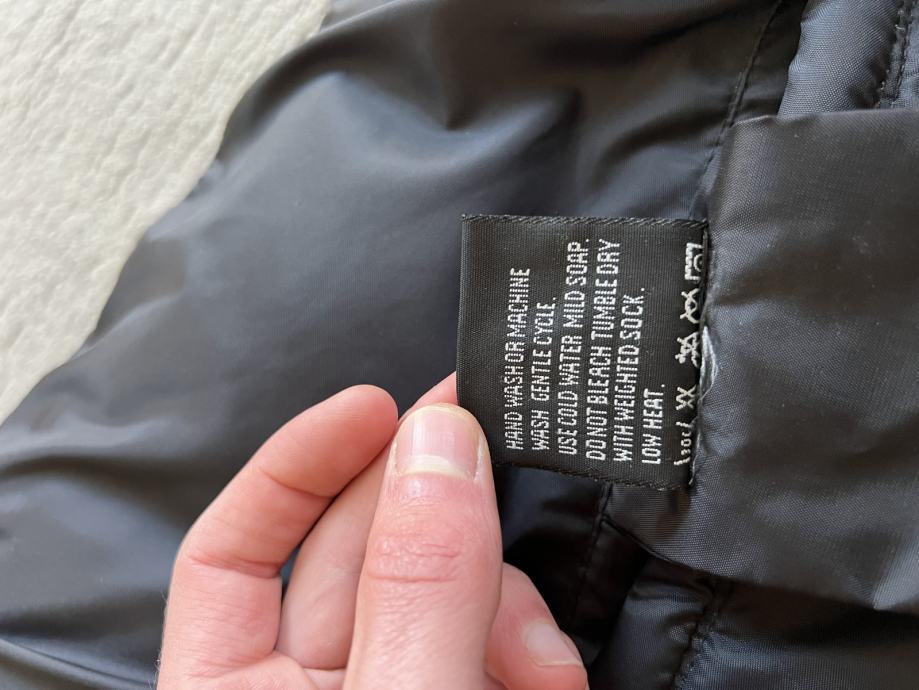 HAND WASH OR MACHINE
WASH GENTLE CYCLE.
USE COLD WATER MILD SOAP.
DO NOT BLEACH TUMBLE DRY
WITH WEIGHTED SOCK.
LOW HEAT.